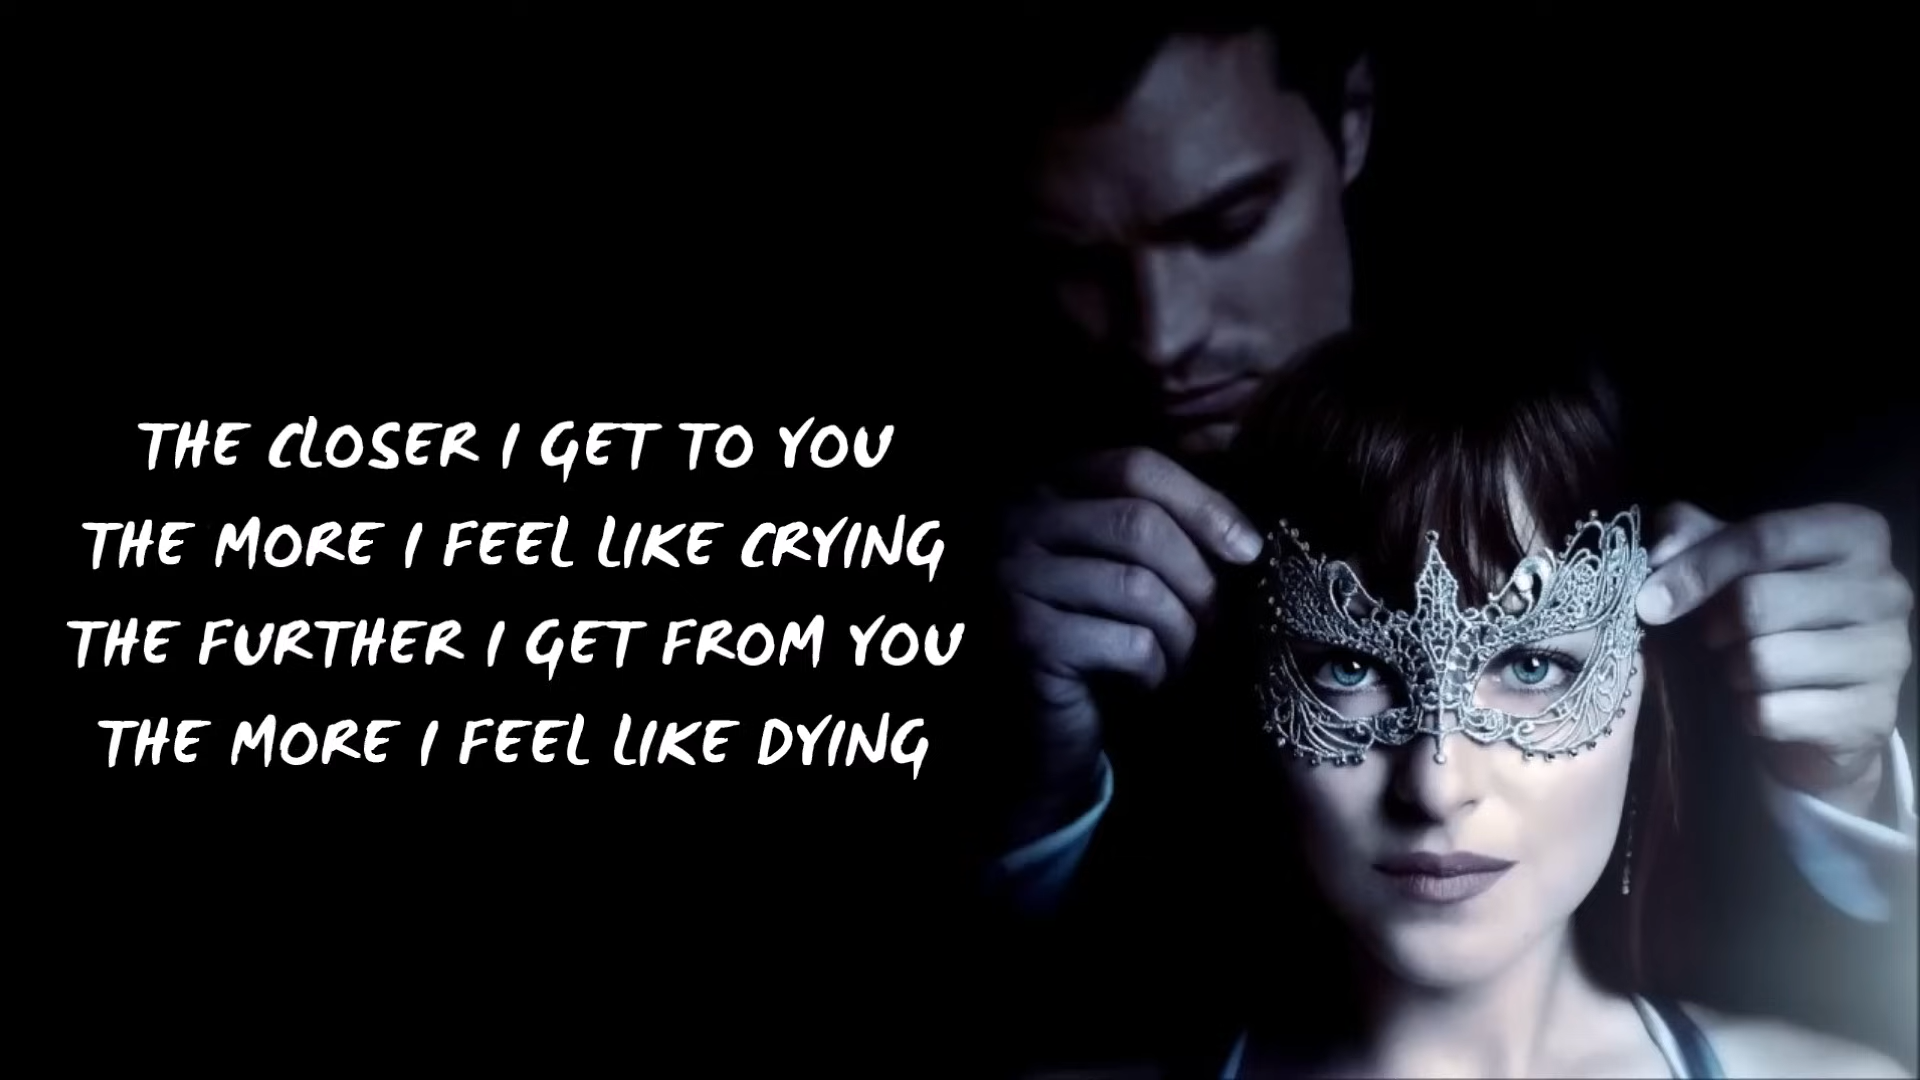 THE CLOSER I GET TO YOU
THE MORE I FEEL LIKE CRYING
THE FURTHER I GET FROM YOU
THE MORE I FEEL LIKE DYING